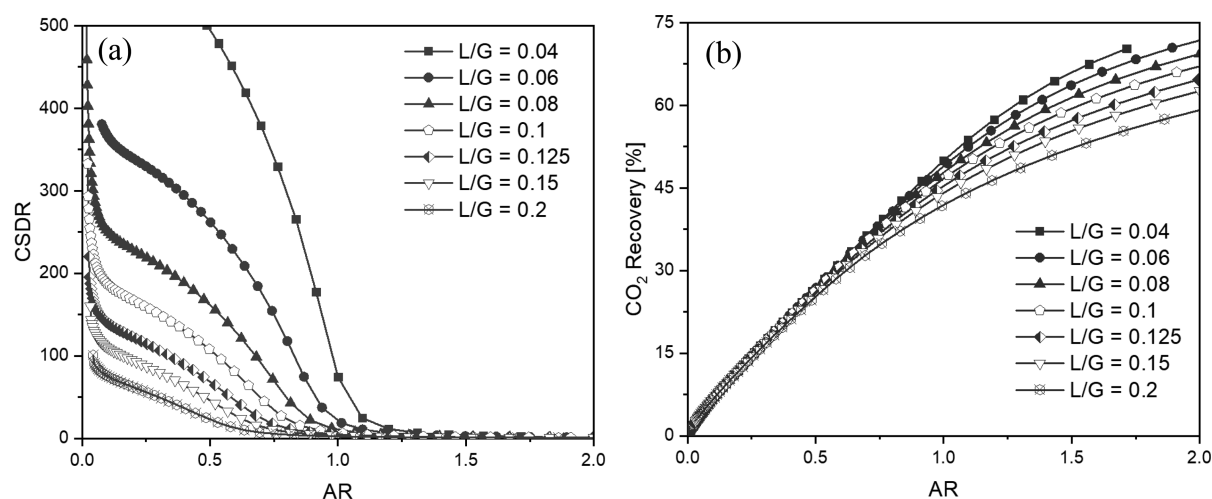 (a)
500
400
300
200
100
0
CSDR
0.0 0.5 1.0 1.5 2.0
AR
L/G = 0.04
L/G = 0.06
L/G = 0.08
L/G = 0.1
L/G = 0.125
L/G = 0.15
L/G = 0.2
(b)
75
60
45
30
15
0
CO₂ Recovery [%]
0.0 0.5 1.0 1.5 2.0
AR
L/G = 0.04
L/G = 0.06
L/G = 0.08
L/G = 0.1
L/G = 0.125
L/G = 0.15
L/G = 0.2